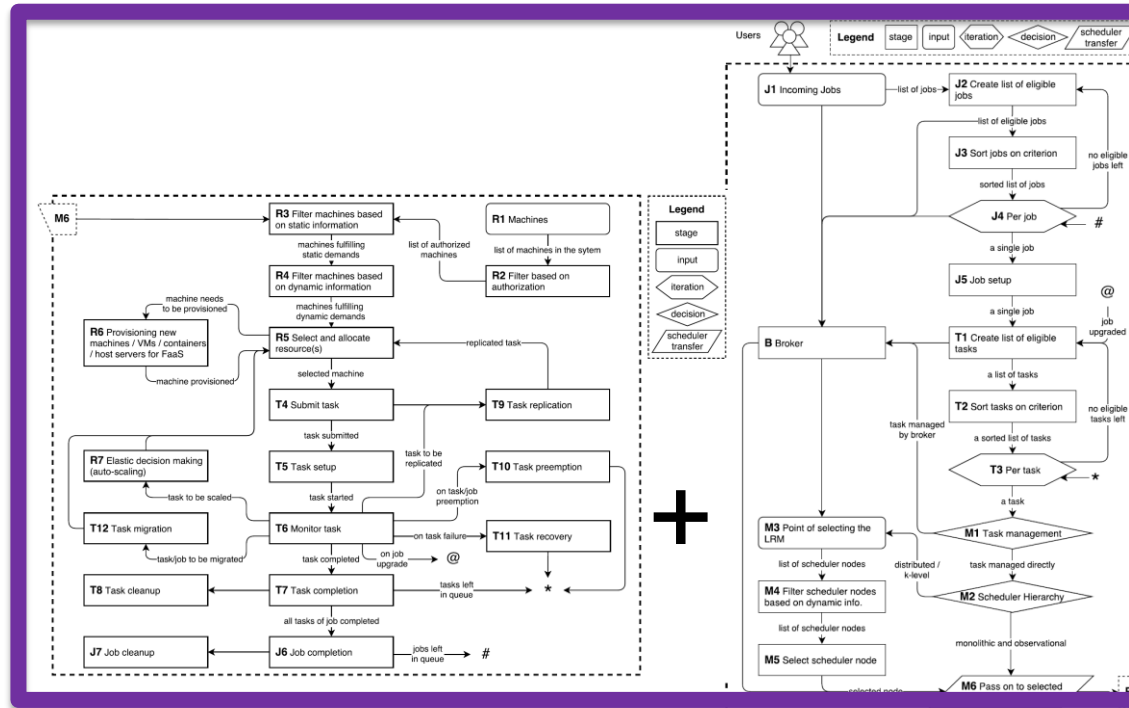 Users
Legend
stage
input
iteration
decision
scheduler
transfer
J1 Incoming Jobs
list of jobs
J2 Create list of eligible
jobs
list of eligible jobs
J3 Sort jobs on criterion
no eligible
jobs left
sorted list of jobs
J4 Per job
#
a single job
J5 Job setup
@
a single job
job
upgraded
B Broker
T1 Create list of eligible
tasks
a list of tasks
T2 Sort tasks on criterion
no eligible
tasks left
task managed
by broker
a sorted list of tasks
T3 Per task
*
a task
M3 Point of selecting the
LRM
M1 Task management
list of scheduler nodes
distributed /
k-level
task managed directly
M4 Filter scheduler nodes
based on dynamic info.
M2 Scheduler Hierarchy
list of scheduler nodes
monolithic and observational
M5 Select scheduler node
selected node
M6 Pass on to selected
M6
R3 Filter machines based
on static information
R1 Machines
machines fulfilling
static demands
list of authorized
machines
list of machines in the sytem
R4 Filter machines based
on dynamic information
R2 Filter based on
authorization
machine needs
to be provisioned
machines fulfilling
dynamic demands
R6 Provisioning new
machines / VMs / containers
/ host servers for FaaS
R5 Select and allocate
resource(s)
replicated task
machine provisioned
selected machine
T4 Submit task
T9 Task replication
task submitted
task to be
replicated
R7 Elastic decision making
(auto-scaling)
T5 Task setup
T10 Task preemption
task to be scaled
task started
on task/job
preemption
T12 Task migration
T6 Monitor task
on task failure
T11 Task recovery
task/job to be migrated
task completed
on job
upgrade
@
T8 Task cleanup
T7 Task completion
tasks left
in queue
*
all tasks of job completed
J7 Job cleanup
J6 Job completion
jobs left
in queue
#
Legend
stage
input
iteration
decision
scheduler
transfer
+